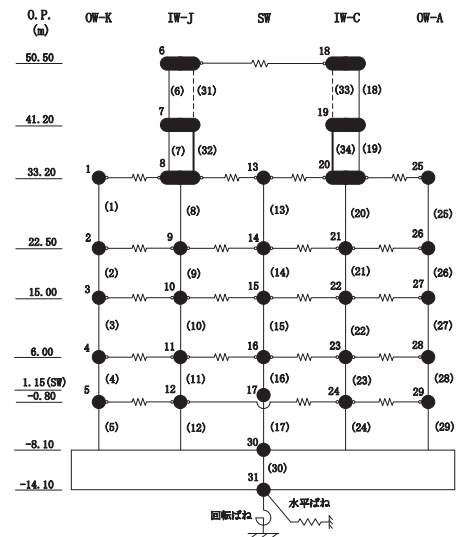 O.P. OW-K IW-J SW IW-C OW-A
(m)
50.50 6 18
(6) (31) (33) (18)
41.20 7 19
(7) (32) (34) (19)
33.20 1 8 13 20 25
(1) (8) (13) (20) (25)
22.50 2 9 14 21 26
(2) (9) (14) (21) (26)
15.00 3 10 15 22 27
(3) (10) (15) (22) (27)
6.00 4 11 16 23 28
(4) (11) (16) (23) (28)
1.15(SW) 17
-0.80 5 12 24 29
(5) (12) (17) (24) (29)
-8.10 30
(30)
-14.10 31
水平ばね
回転ばね